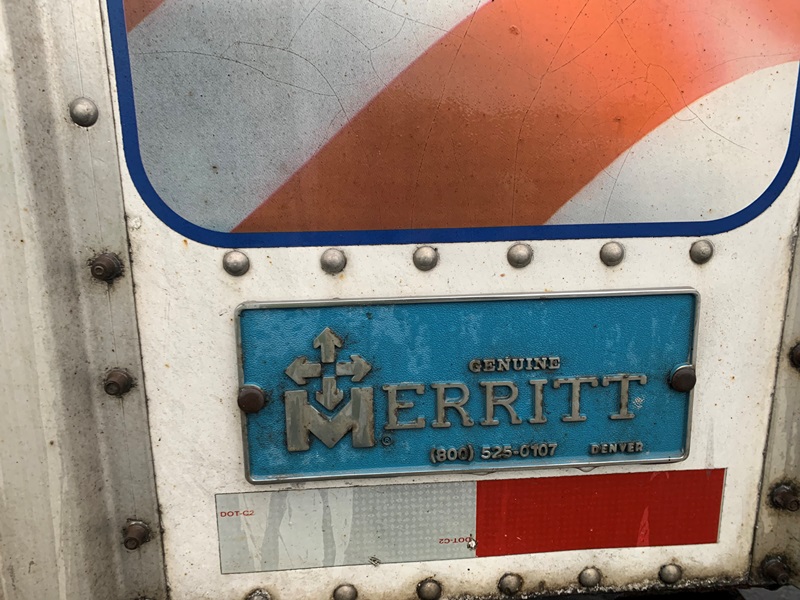 GENUINE
MERRITT®
®
(800) 525-0107 DENVER
DOT-C2
DOT-C2